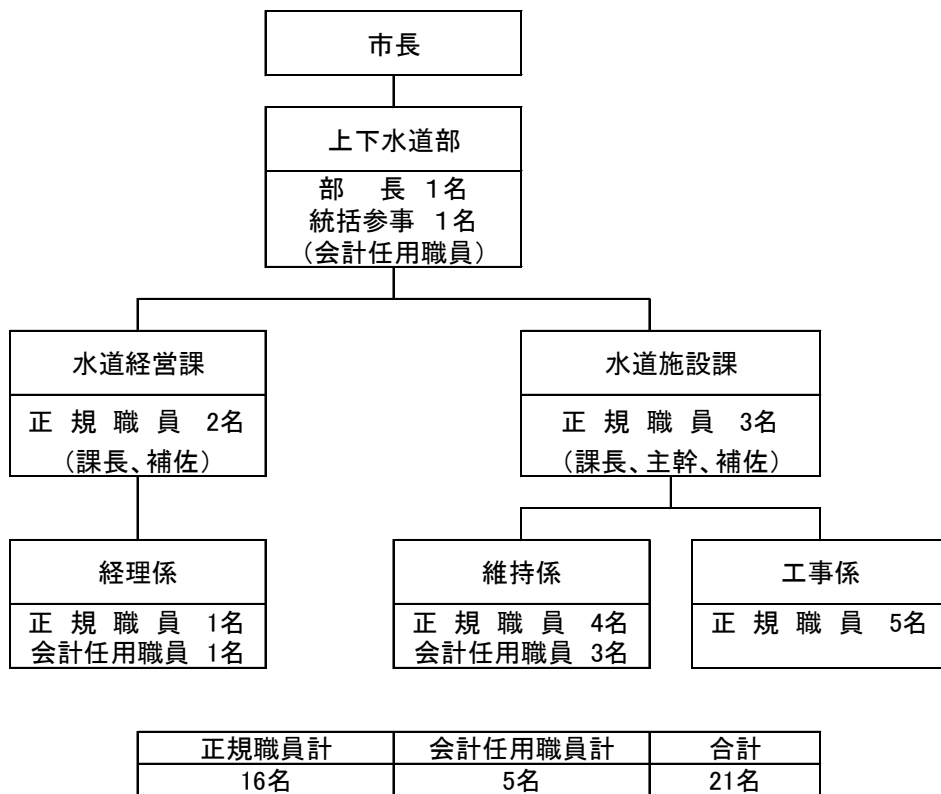 市長
上下水道部
部　長 1名
統括参事 1名
（会計任用職員）
水道経営課
正 規 職 員 2名
（課長、補佐）
水道施設課
正 規 職 員 3名
（課長、主幹、補佐）
経理係
正 規 職 員 1名
会計任用職員 1名
維持係
正 規 職 員 4名
会計任用職員 3名
工事係
正 規 職 員 5名
正規職員計 会計任用職員計 合計
16名 5名 21名